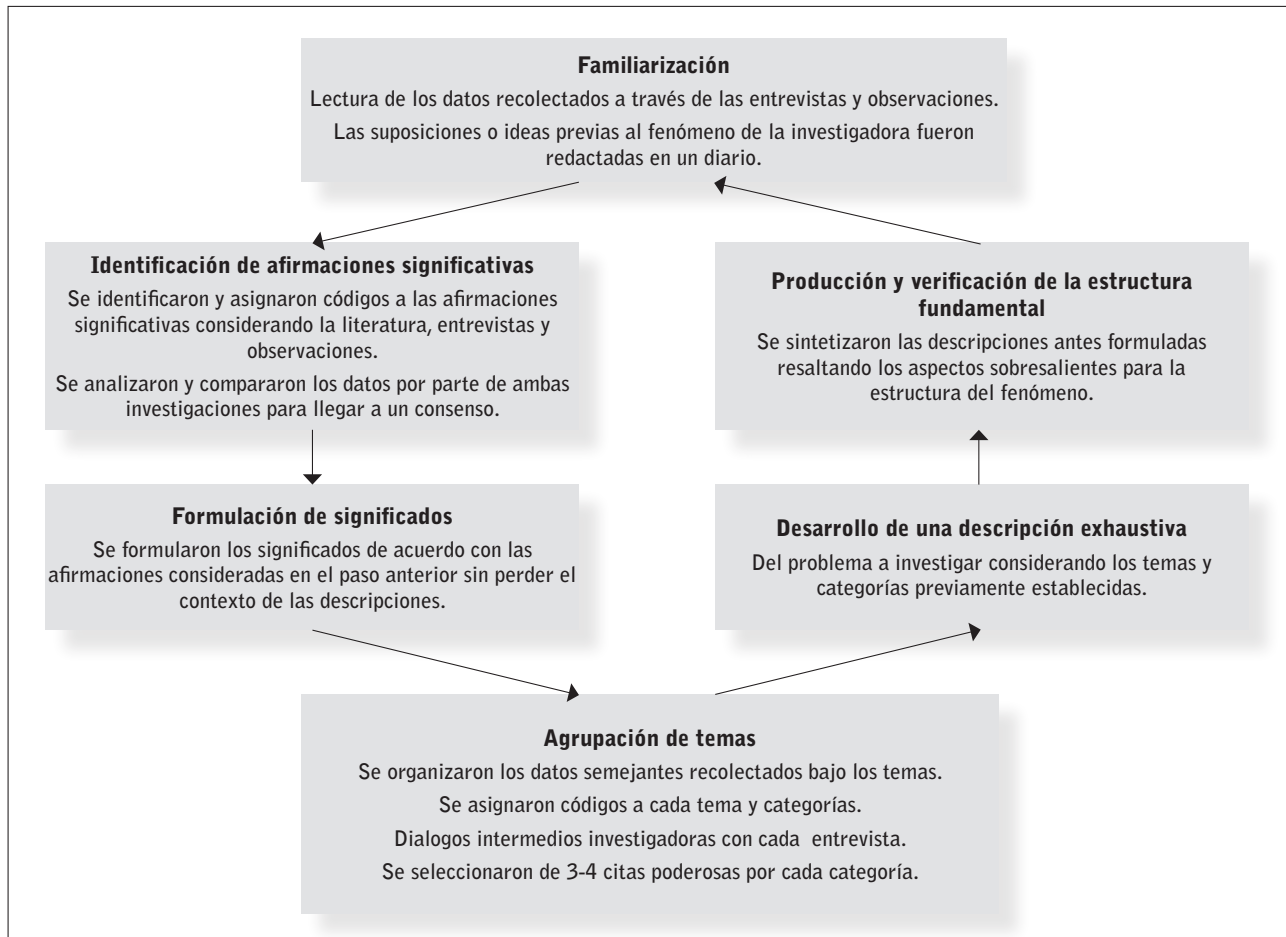 Familiarización
Lectura de los datos recolectados a través de las entrevistas y observaciones.
Las suposiciones o ideas previas al fenómeno de la investigadora fueron
redactadas en un diario.
Identificación de afirmaciones significativas
Se identificaron y asignaron códigos a las afirmaciones
significativas considerando la literatura, entrevistas y
observaciones.
Se analizaron y compararon los datos por parte de ambas
investigaciones para llegar a un consenso.
Formulación de significados
Se formularon los significados de acuerdo con las
afirmaciones consideradas en el paso anterior sin perder el
contexto de las descripciones.
Agrupación de temas
Se organizaron los datos semejantes recolectados bajo los temas.
Se asignaron códigos a cada tema y categorías.
Dialogos intermedios investigadoras con cada entrevista.
Se seleccionaron de 3-4 citas poderosas por cada categoría.
Desarrollo de una descripción exhaustiva
Del problema a investigar considerando los temas y
categorías previamente establecidas.
Producción y verificación de la estructura
fundamental
Se sintetizaron las descripciones antes formuladas
resaltando los aspectos sobresalientes para la
estructura del fenómeno.